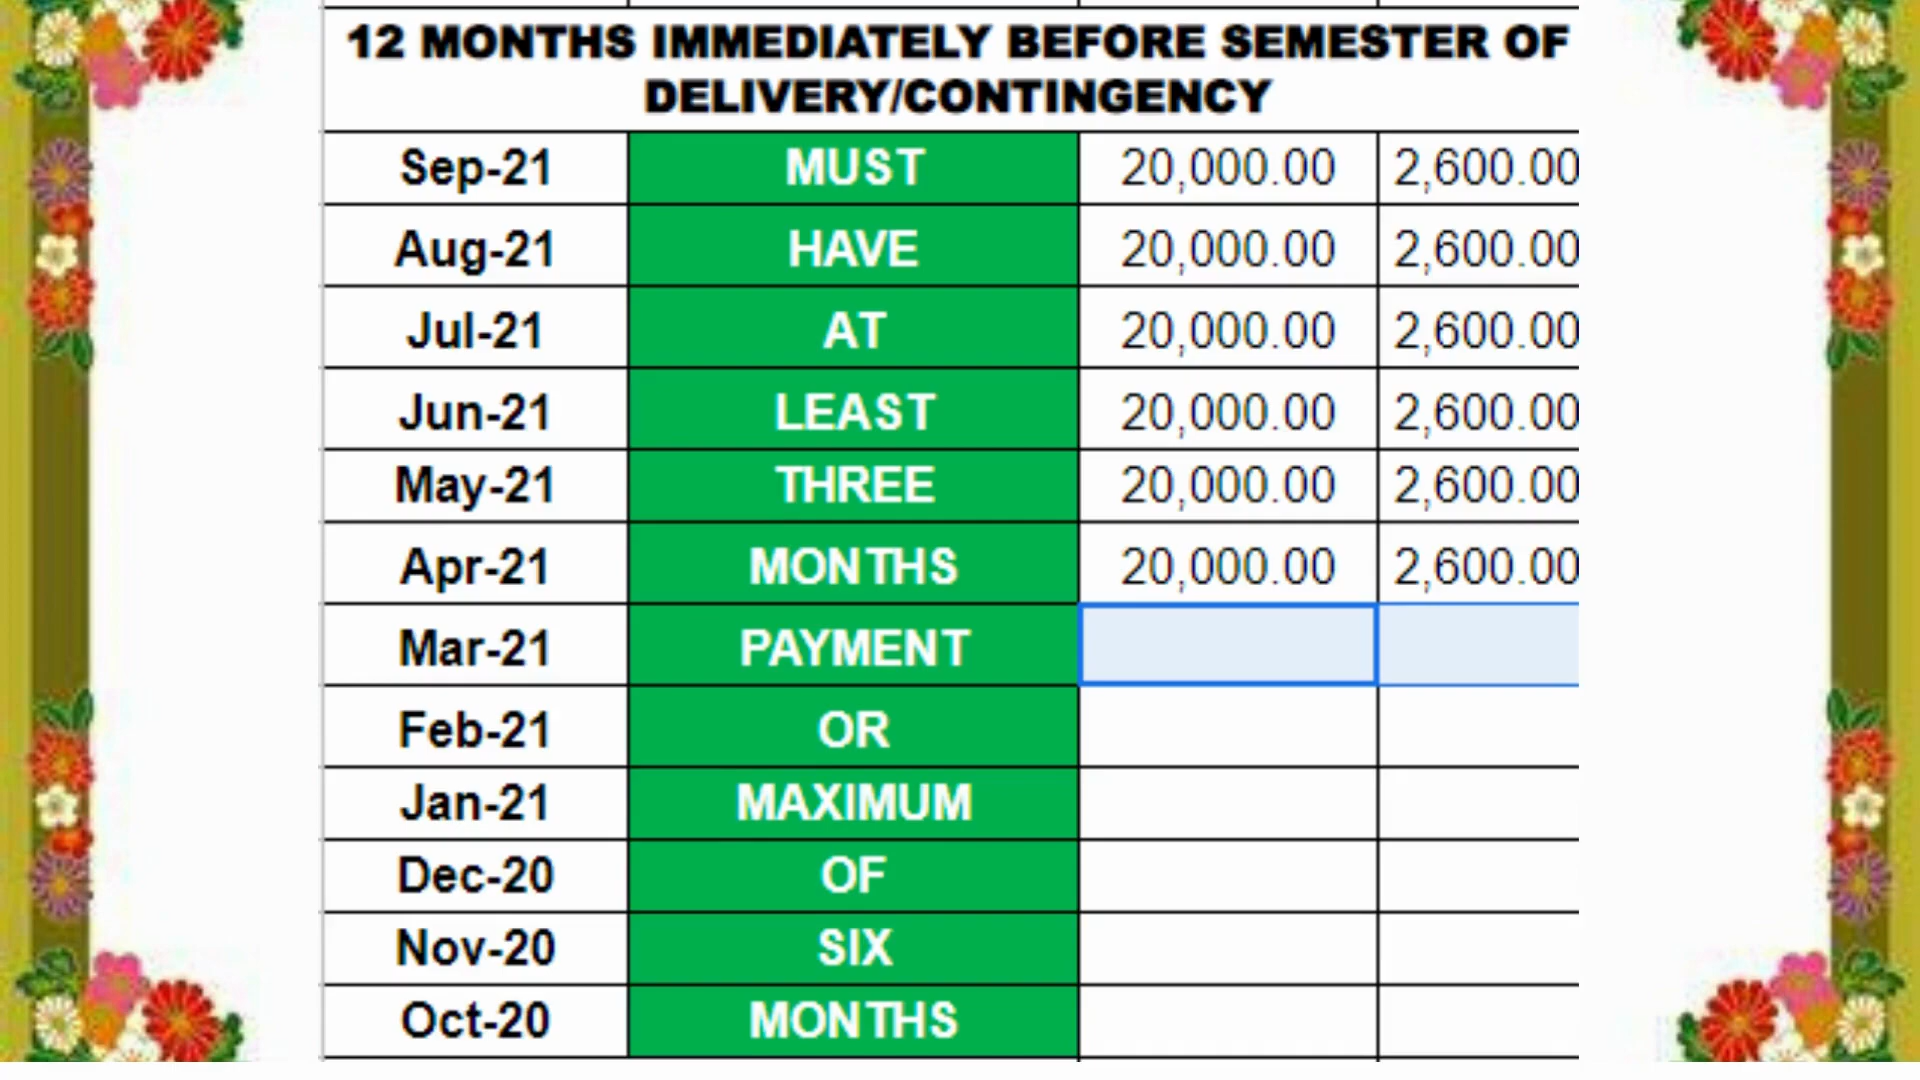 12 MONTHS IMMEDIATELY BEFORE SEMESTER OF
DELIVERY/CONTINGENCY
Sep-21 MUST 20,000.00 2,600.00
Aug-21 HAVE 20,000.00 2,600.00
Jul-21 AT 20,000.00 2,600.00
Jun-21 LEAST 20,000.00 2,600.00
May-21 THREE 20,000.00 2,600.00
Apr-21 MONTHS 20,000.00 2,600.00
Mar-21 PAYMENT
Feb-21 OR
Jan-21 MAXIMUM
Dec-20 OF
Nov-20 SIX
Oct-20 MONTHS